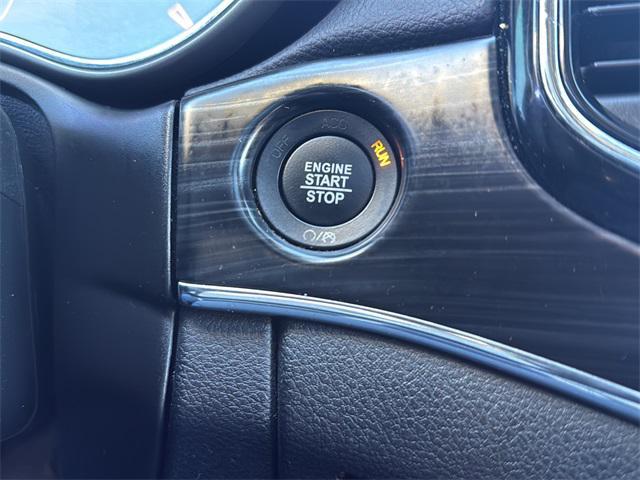 OFF ACC RUN
ENGINE
START
STOP